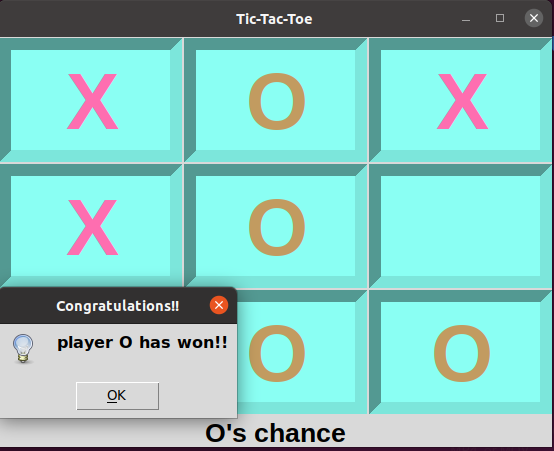 Tic-Tac-Toe
X O X
X O
Congratulations!!
player O has won!!
O O
OK
O's chance